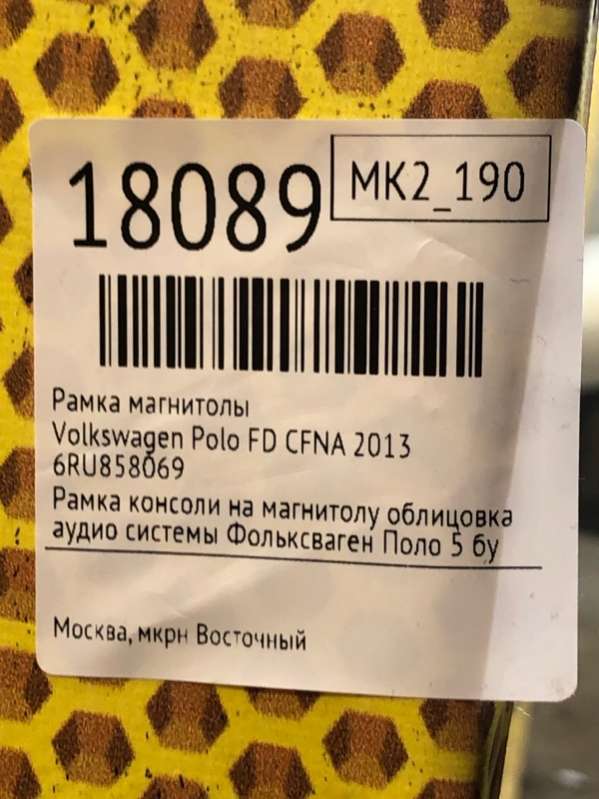 18089
MK2_190
Рамка магнитолы
Volkswagen Polo FD CFNA 2013
6RU858069
Рамка консоли на магнитолу облицовка
аудио системы Фольксваген Поло 5 бу
Москва, мкрн Восточный